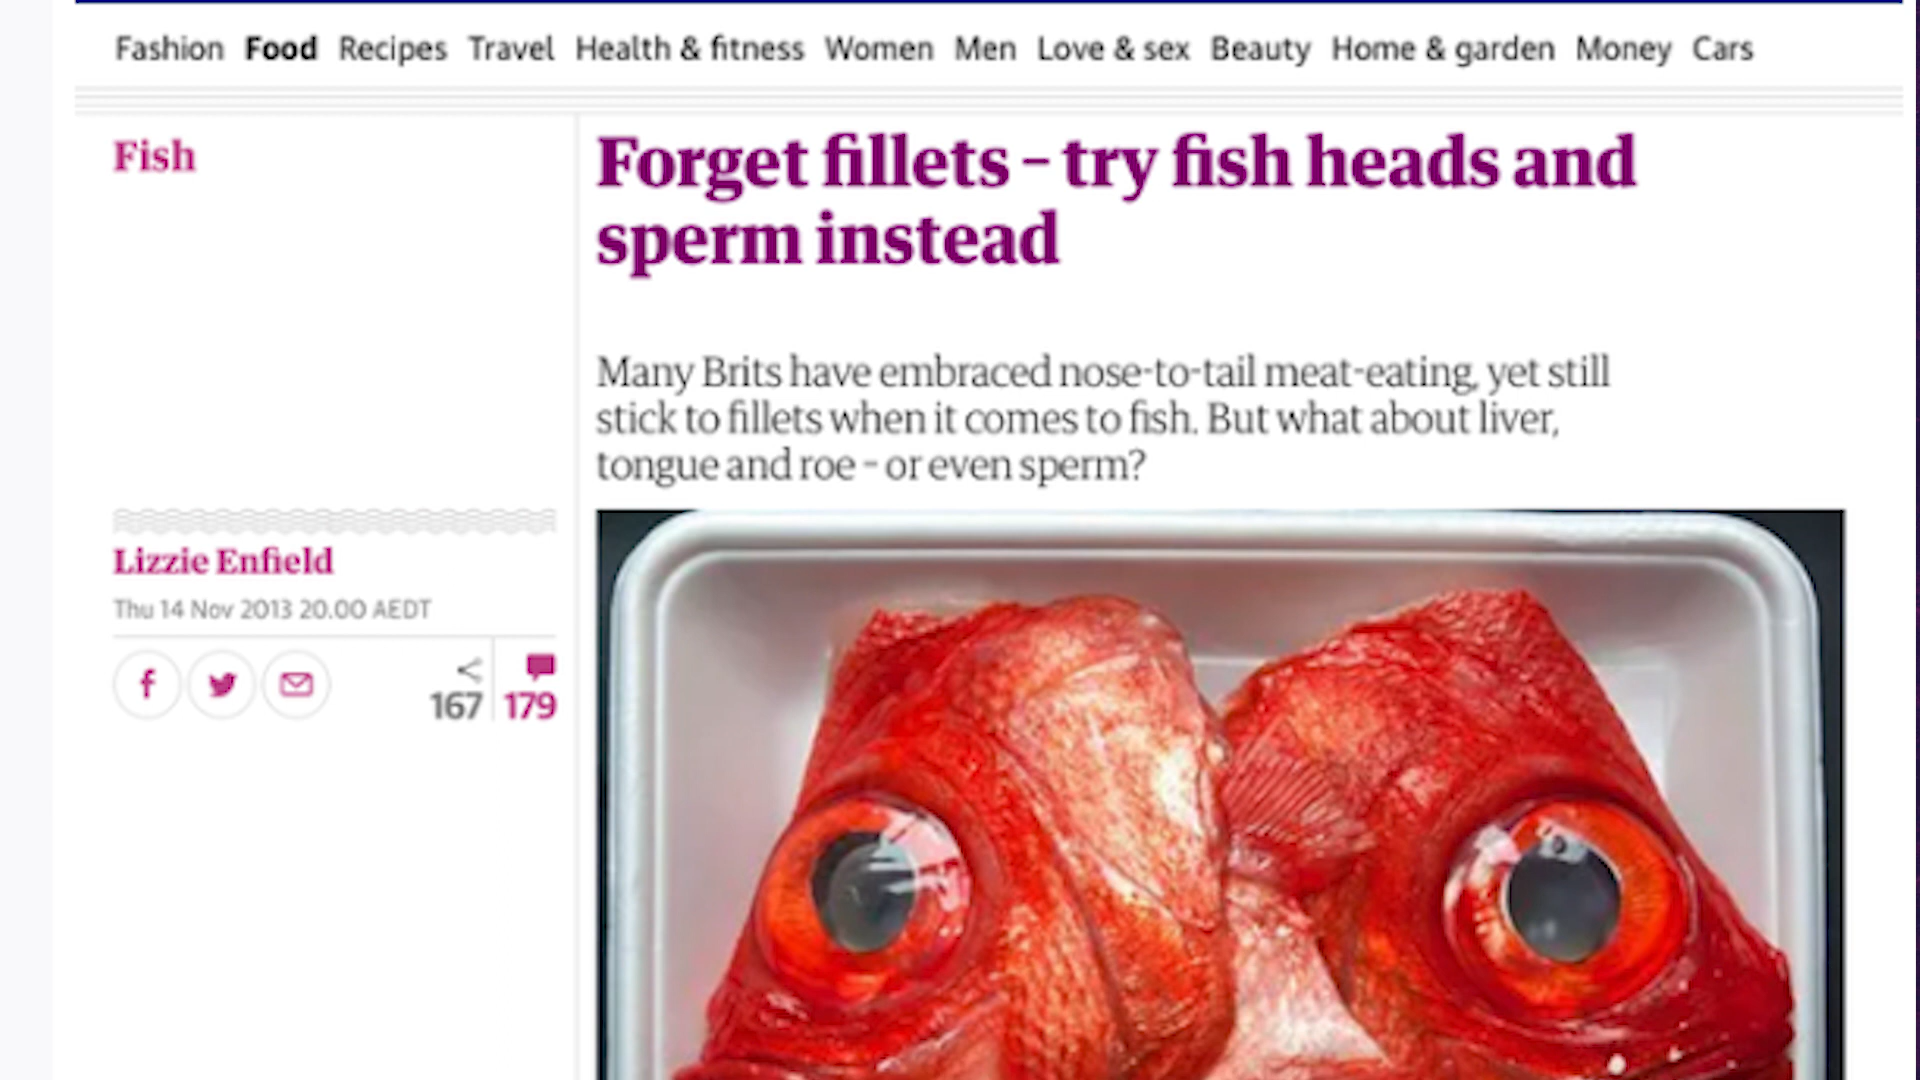 Fashion Food Recipes Travel Health & fitness Women Men Love & sex Beauty Home & garden Money Cars
Fish
Forget fillets – try fish heads and
sperm instead
Many Brits have embraced nose-to-tail meat-eating, yet still
stick to fillets when it comes to fish. But what about liver,
tongue and roe – or even sperm?
Lizzie Enfield
Thu 14 Nov 2013 20.00 AEDT
167 179